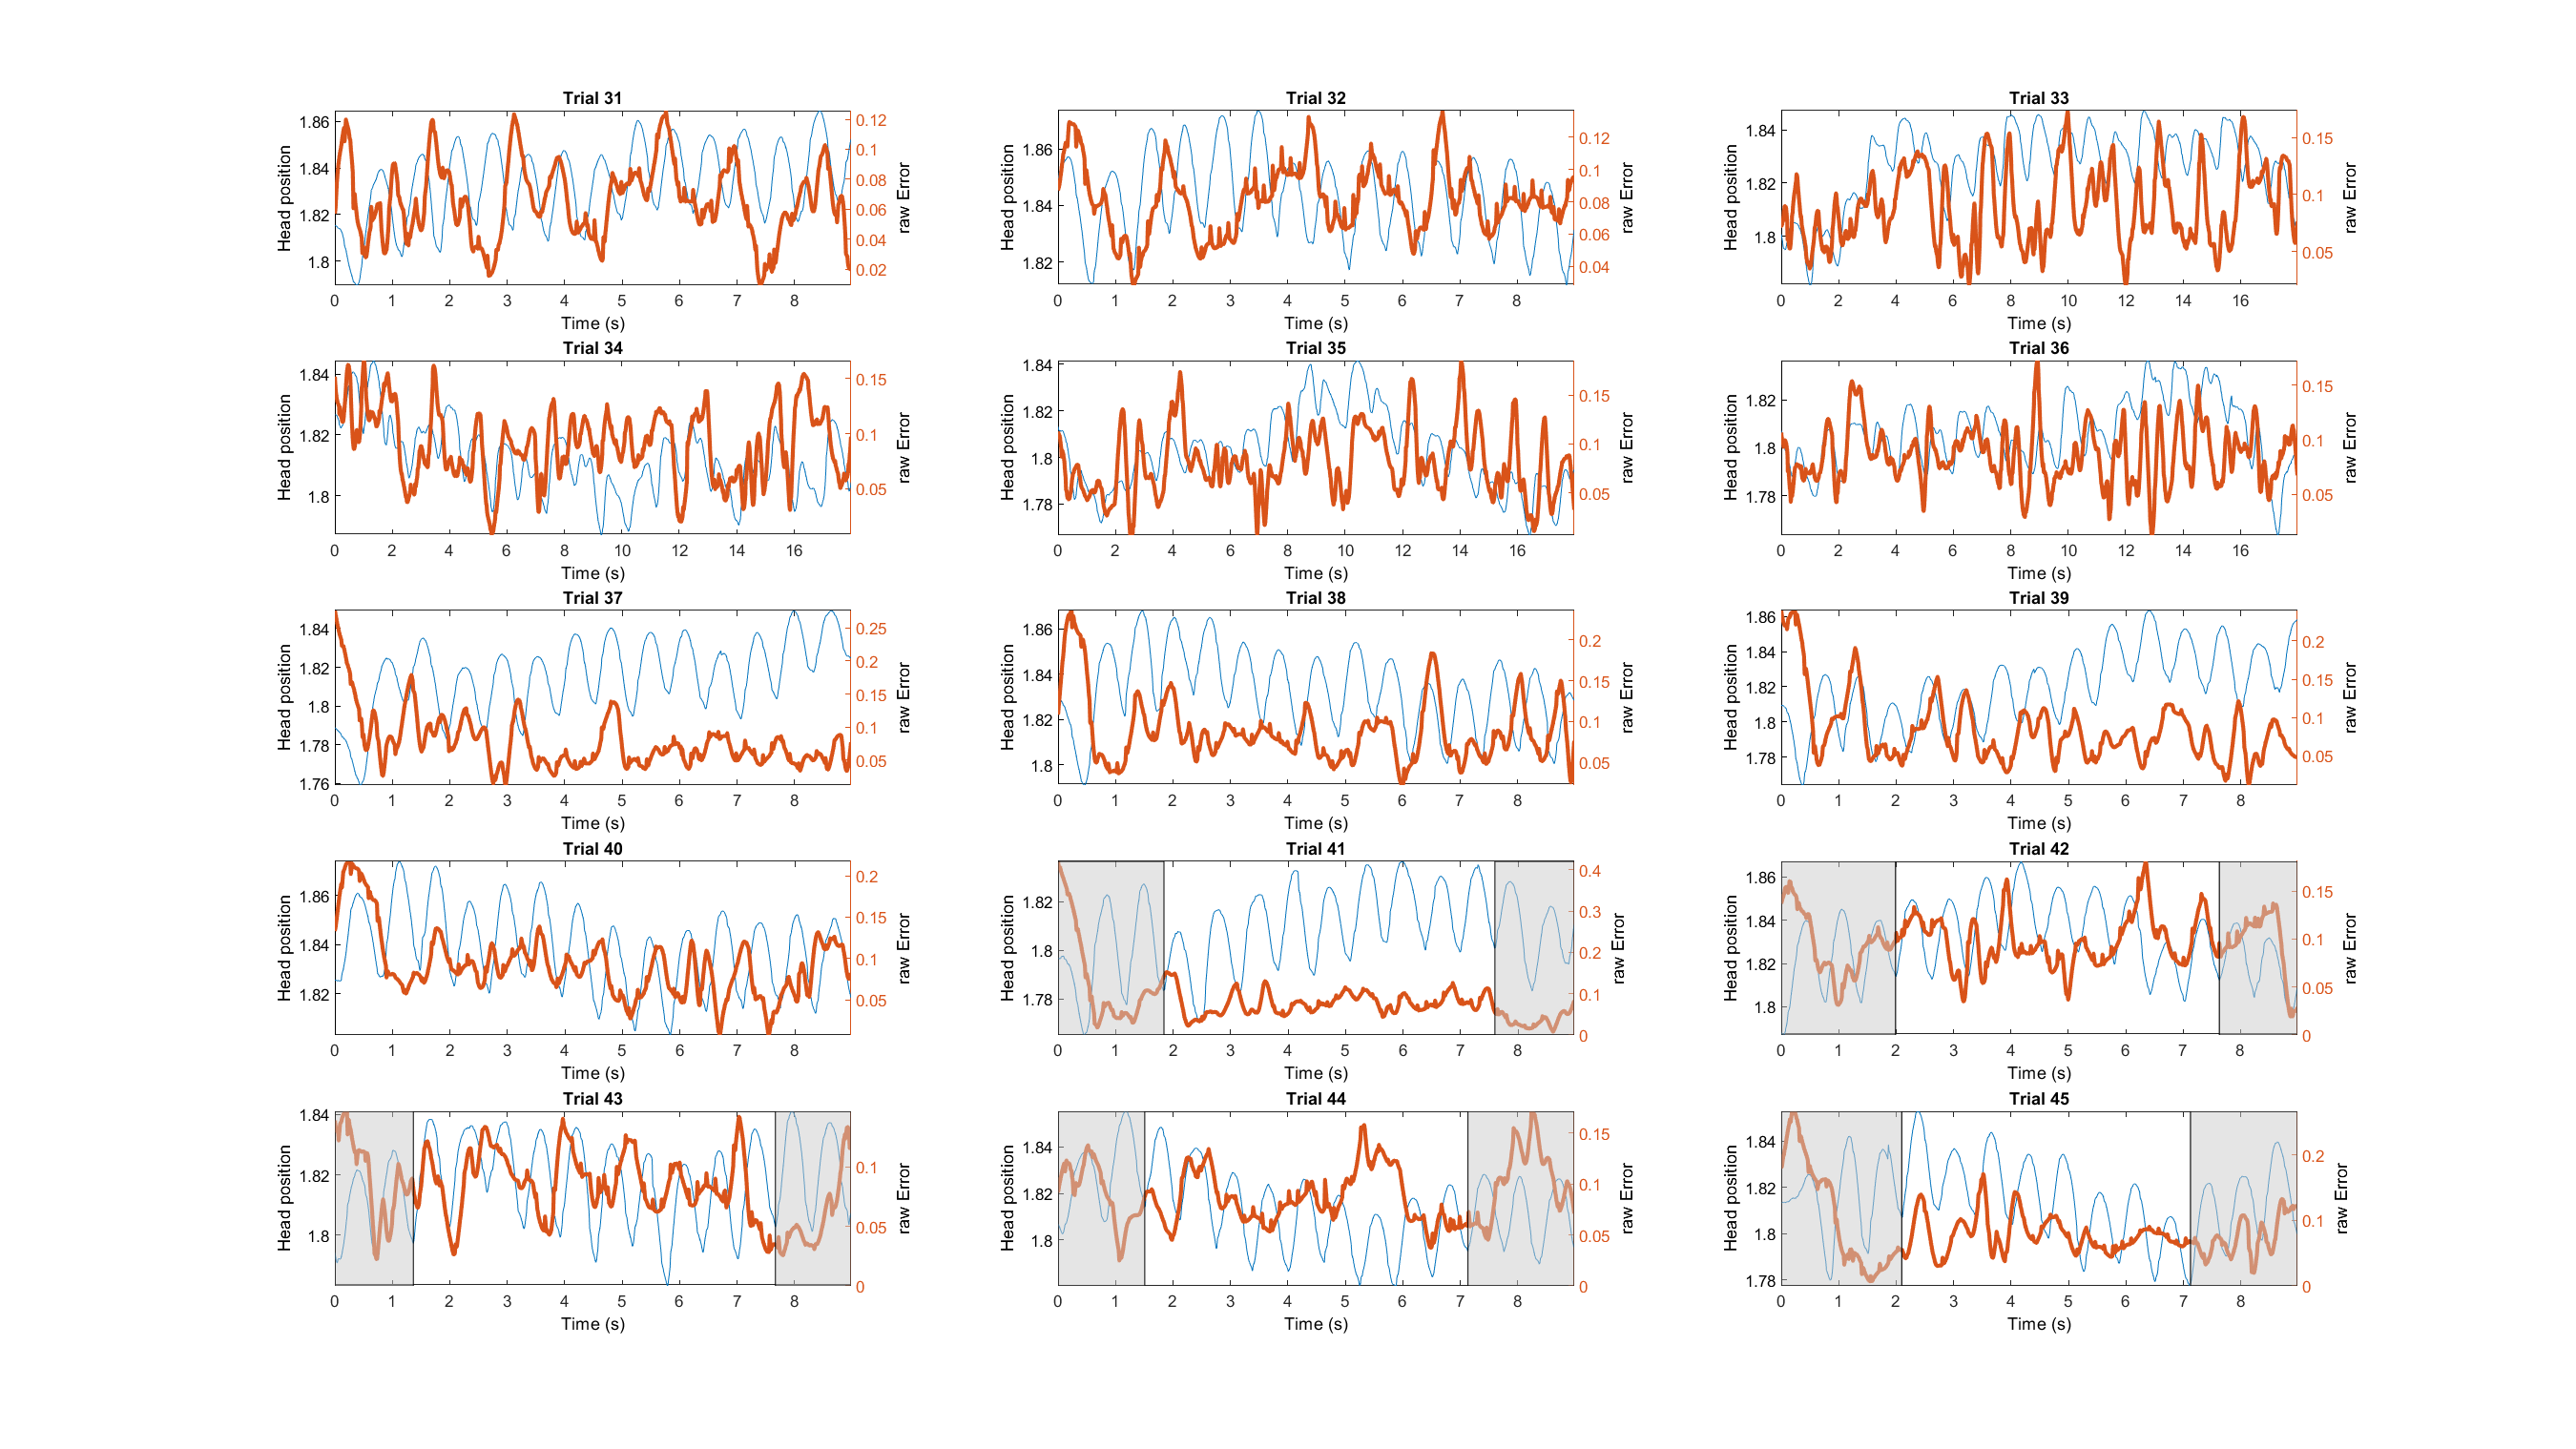 Trial 31
Head position
1.86
1.84
1.82
1.8
0.12
0.1
0.08
0.06
0.04
0.02
raw Error
0 1 2 3 4 5 6 7 8
Time (s)
Trial 32
Head position
1.86
1.84
1.82
0.12
0.1
0.08
0.06
0.04
raw Error
0 1 2 3 4 5 6 7 8
Time (s)
Trial 33
Head position
1.84
1.82
1.8
0.15
0.1
0.05
raw Error
0 2 4 6 8 10 12 14 16
Time (s)
Trial 34
Head position
1.84
1.82
1.8
0.15
0.1
0.05
raw Error
0 2 4 6 8 10 12 14 16
Time (s)
Trial 35
Head position
1.84
1.82
1.8
1.78
0.15
0.1
0.05
raw Error
0 2 4 6 8 10 12 14 16
Time (s)
Trial 36
Head position
1.82
1.8
1.78
0.15
0.1
0.05
raw Error
0 2 4 6 8 10 12 14 16
Time (s)
Trial 37
Head position
1.84
1.82
1.8
1.78
1.76
0.25
0.2
0.15
0.1
0.05
raw Error
0 1 2 3 4 5 6 7 8
Time (s)
Trial 38
Head position
1.86
1.84
1.82
1.8
0.2
0.15
0.1
0.05
raw Error
0 1 2 3 4 5 6 7 8
Time (s)
Trial 39
Head position
1.86
1.84
1.82
1.8
1.78
0.2
0.15
0.1
0.05
raw Error
0 1 2 3 4 5 6 7 8
Time (s)
Trial 40
Head position
1.86
1.84
1.82
0.2
0.15
0.1
0.05
raw Error
0 1 2 3 4 5 6 7 8
Time (s)
Trial 41
Head position
1.82
1.8
1.78
0.4
0.3
0.2
0.1
0
raw Error
0 1 2 3 4 5 6 7 8
Time (s)
Trial 42
Head position
1.86
1.84
1.82
1.8
0.15
0.1
0.05
0
raw Error
0 1 2 3 4 5 6 7 8
Time (s)
Trial 43
Head position
1.84
1.82
1.8
0.1
0.05
0
raw Error
0 1 2 3 4 5 6 7 8
Time (s)
Trial 44
Head position
1.84
1.82
1.8
0.15
0.1
0.05
0
raw Error
0 1 2 3 4 5 6 7 8
Time (s)
Trial 45
Head position
1.84
1.82
1.8
1.78
0.2
0.1
0
raw Error
0 1 2 3 4 5 6 7 8
Time (s)